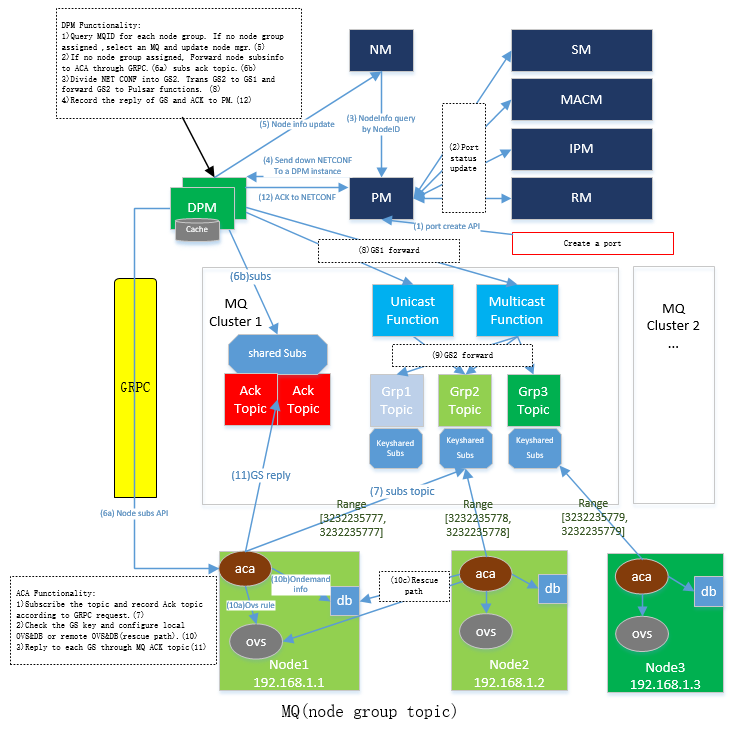 DPM Functionality:
1)Query MQID for each node group. If no node group
assigned ,select an MQ and update node mgr.(5)
2)If no node group assigned, Forward node subsinfo
to ACA through GRPC.(6a) subs ack topic.(6b)
3)Divide NET CONF into GS2. Trans GS2 to GS1 and
forward GS2 to Pulsar functions. (8)
4)Record the reply of GS and ACK to PM.(12)
NM
SM
MACM
IPM
RM
(5) Node info update
(3) NodeInfo query
by NodeID
(2)Port
status
update
(4) Send down NETCONF
To a DPM instance
(12) ACK to NETCONF
PM
DPM
Cache
(1) port create API
Create a port
(8)GS1 forward
(6b)subs
MQ
Cluster 1
Unicast
Function
Multicast
Function
MQ
Cluster 2
...
shared Subs
(9)GS2 forward
GRPC
Ack
Topic
Ack
Topic
Grp1
Topic
Grp2
Topic
Grp3
Topic
Keyshared
Subs
Keyshared
Subs
Keyshared
Subs
(11)GS reply
(7) subs topic
(6a) Node subs API
Range
[3232235777,
3232235777]
Range
[3232235778,
3232235778]
Range
[3232235779,
3232235779]
ACA Functionality:
1)Subscribe the topic and record Ack topic
according to GRPC request.(7)
2)Check the GS key and configure local
OVS&DB or remote OVS&DB(rescue path).(10)
3)Reply to each GS through MQ ACK topic(11)
aca
(10b)Ondemand
info
db
(10a)Ovs rule
ovs
Node1
192.168.1.1
(10c)Rescue
path
aca
db
ovs
Node2
192.168.1.2
aca
db
ovs
Node3
192.168.1.3
MQ(node group topic)